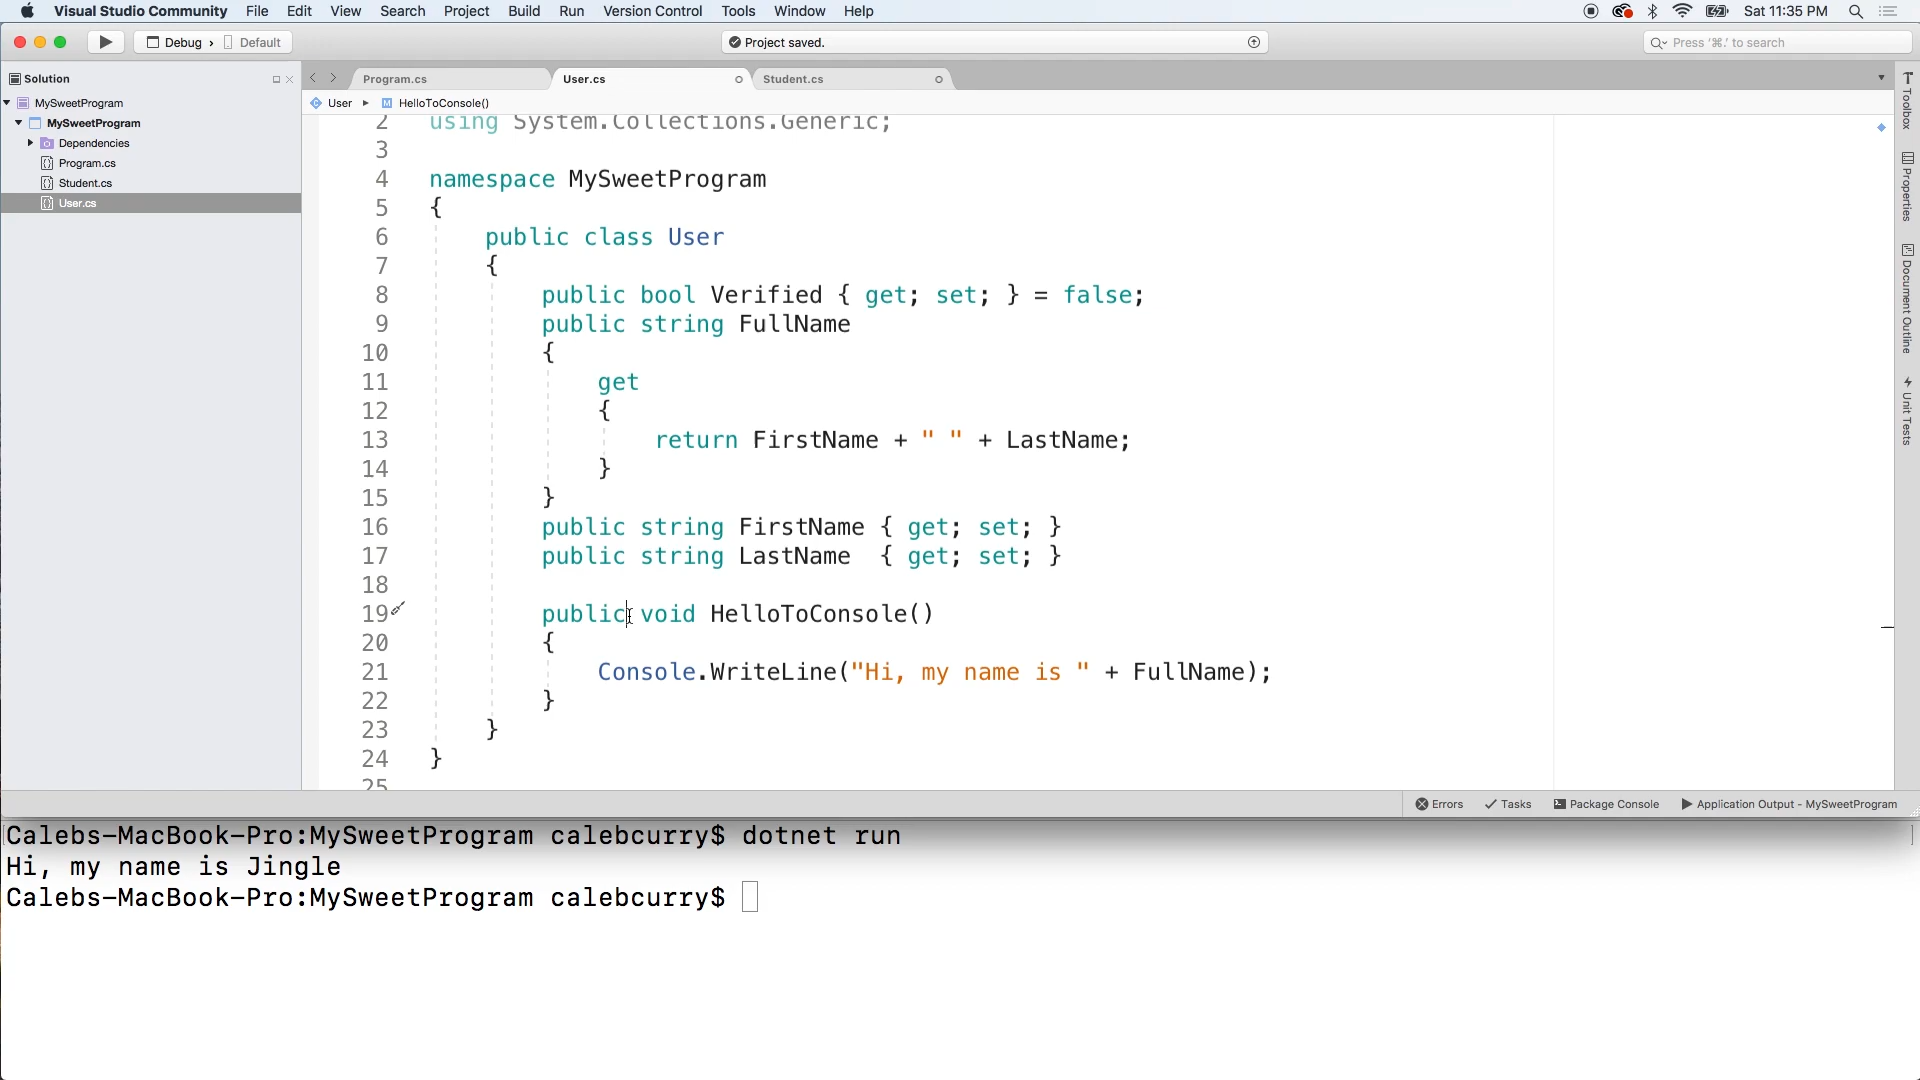 Visual Studio Community File Edit View Search Project Build Run Version Control Tools Window Help Sat 11:35 PM
Debug › Default Project saved. Press '⌘.' to search
Solution
MySweetProgram
MySweetProgram
Dependencies
Program.cs
Student.cs
User.cs
Program.cs User.cs Student.cs
User HelloToConsole()
2 using System.Collections.Generic;
3
4 namespace MySweetProgram
5 {
6 public class User
7 {
8 public bool Verified { get; set; } = false;
9 public string FullName
10 {
11 get
12 {
13 return FirstName + " " + LastName;
14 }
15 }
16 public string FirstName { get; set; }
17 public string LastName { get; set; }
18
19 public void HelloToConsole()
20 {
21 Console.WriteLine("Hi, my name is " + FullName);
22 }
23 }
24 }
25
Toolbox
Properties
Document Outline
Unit Tests
Errors Tasks Package Console Application Output - MySweetProgram
Calebs-MacBook-Pro:MySweetProgram calebcurry$ dotnet run
Hi, my name is Jingle
Calebs-MacBook-Pro:MySweetProgram calebcurry$